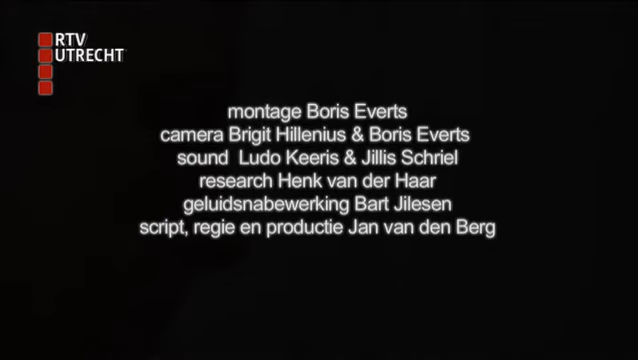 RTV
UTRECHT
montage Boris Everts
camera Brigit Hillenius & Boris Everts
sound Ludo Keeris & Jillis Schriel
research Henk van der Haar
geluidsnabewerking Bart Jilesen
script, regie en productie Jan van den Berg